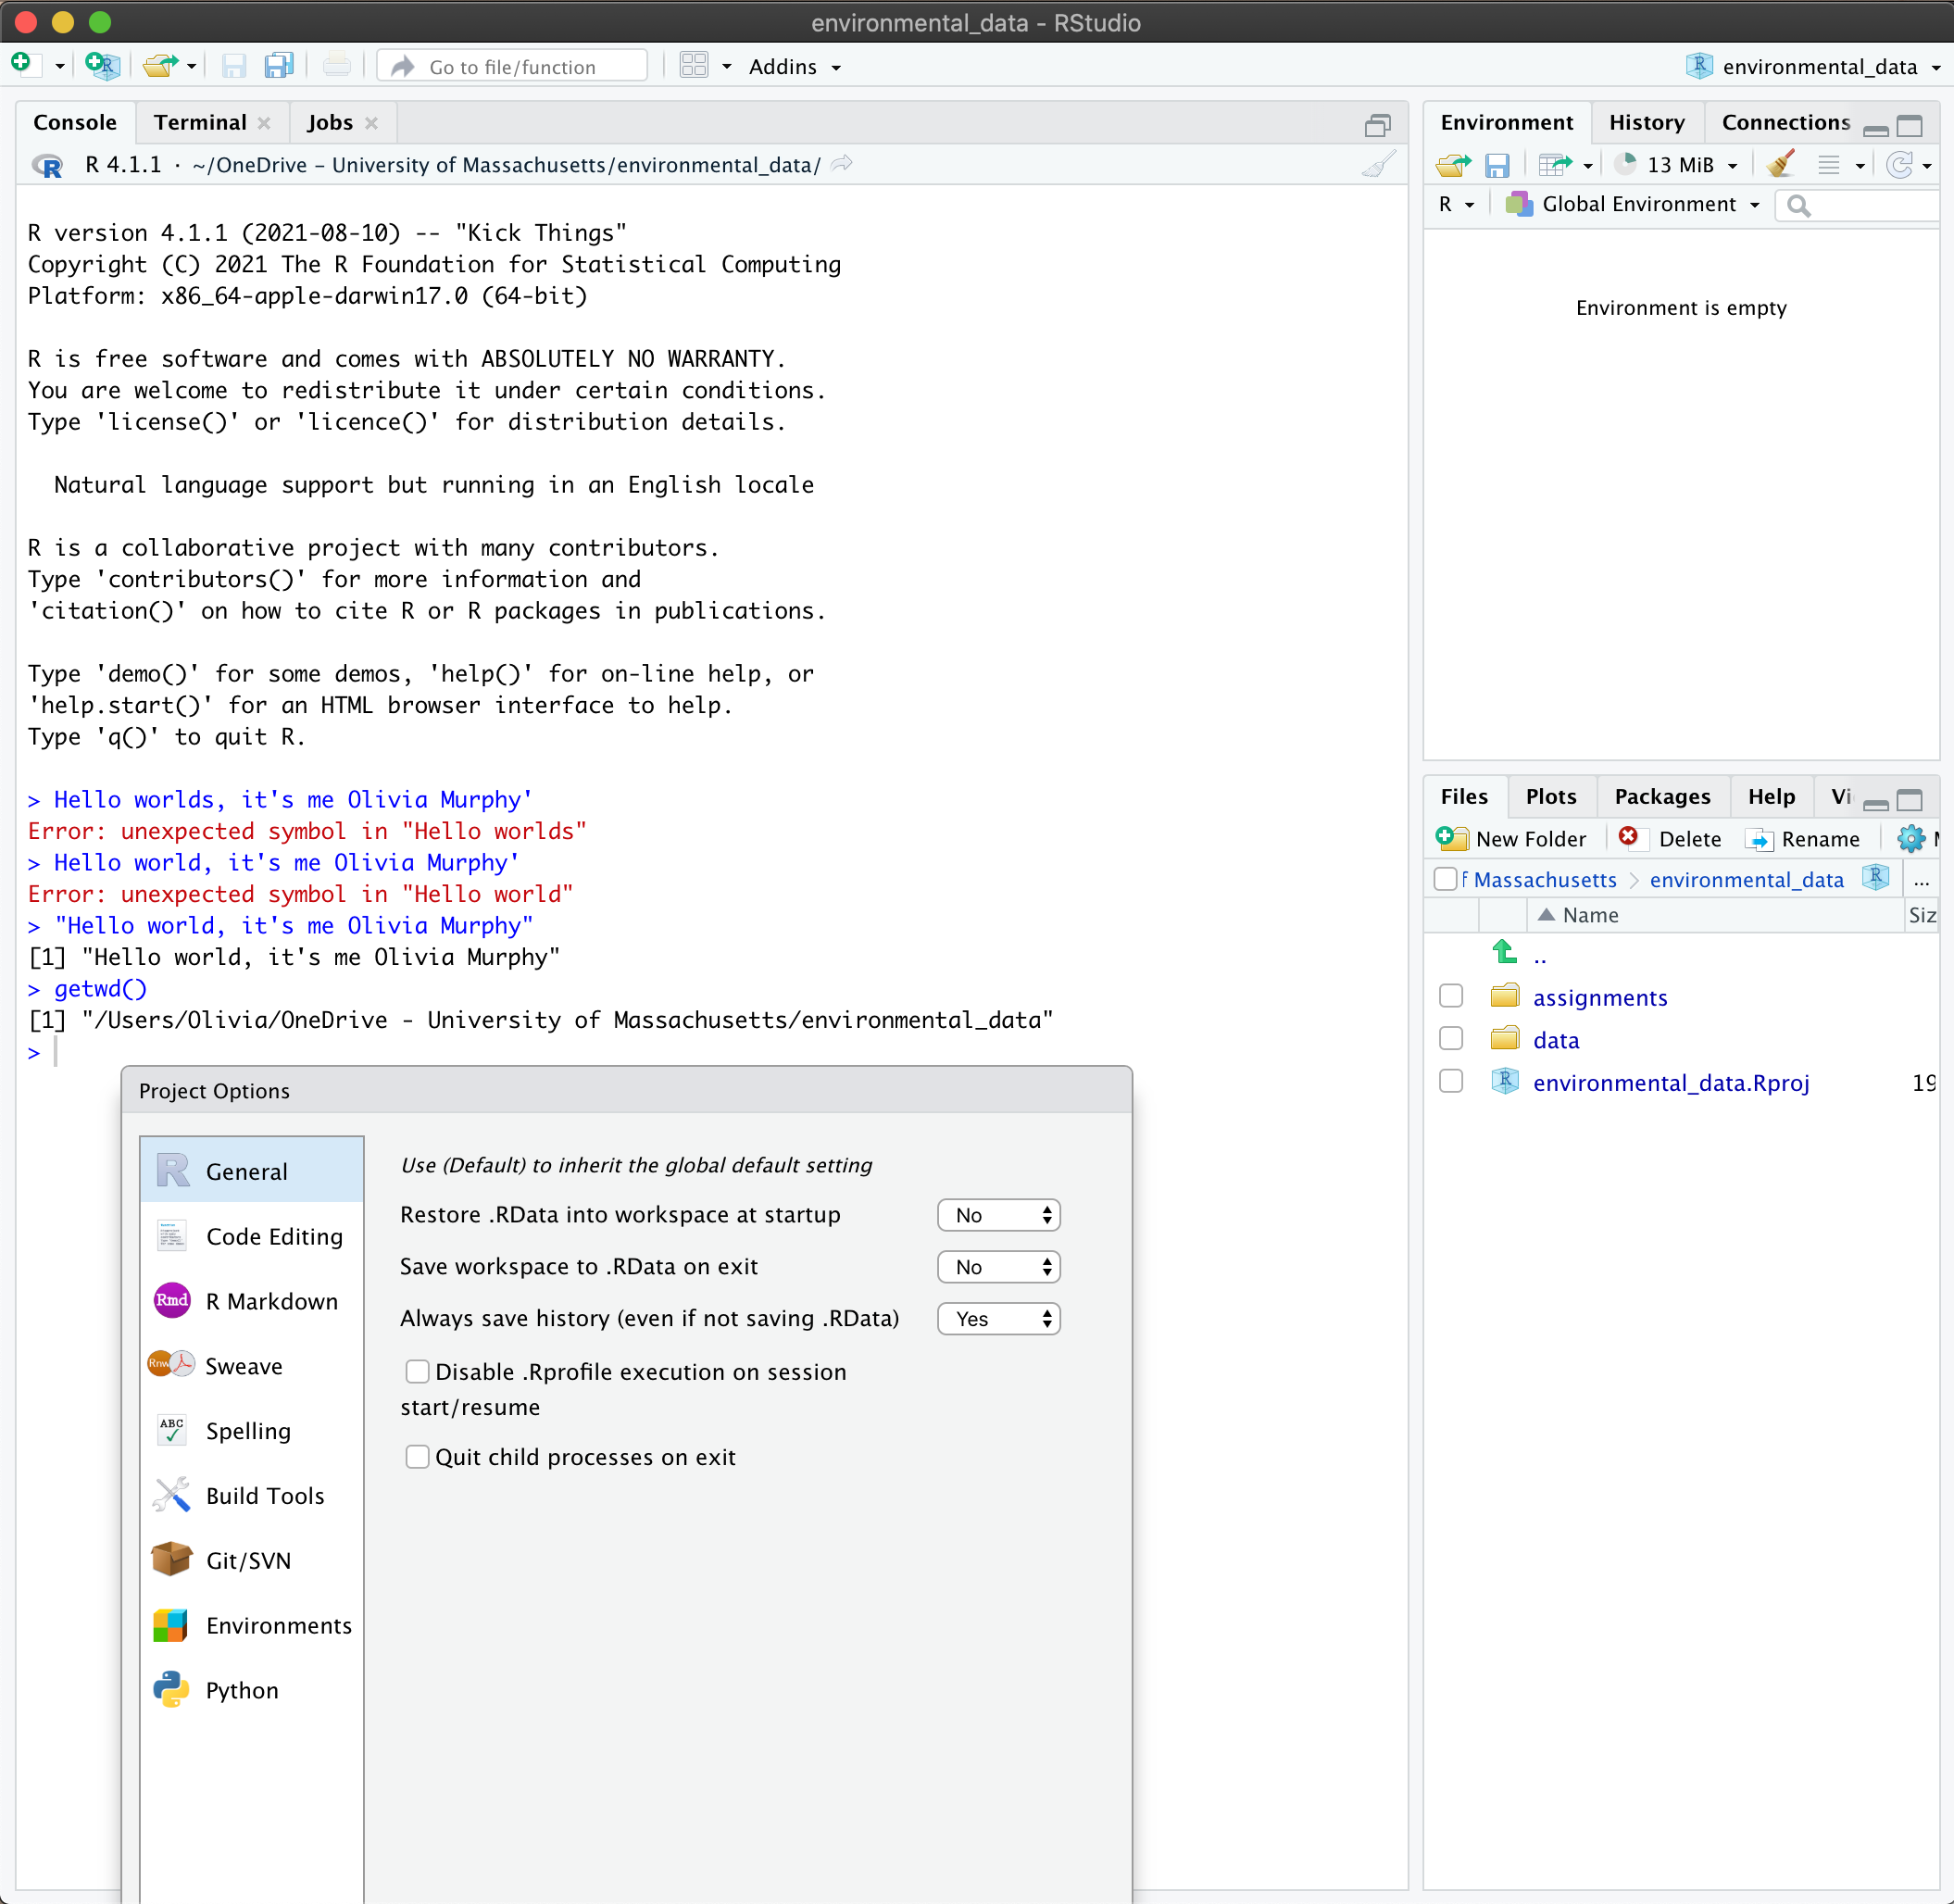 environmental_data - RStudio
Go to file/function
Addins
environmental_data
Console
Terminal
Jobs
R 4.1.1 · ~/OneDrive – University of Massachusetts/environmental_data/
R version 4.1.1 (2021-08-10) -- "Kick Things"
Copyright (C) 2021 The R Foundation for Statistical Computing
Platform: x86_64-apple-darwin17.0 (64-bit)
R is free software and comes with ABSOLUTELY NO WARRANTY.
You are welcome to redistribute it under certain conditions.
Type 'license()' or 'licence()' for distribution details.
Natural language support but running in an English locale
R is a collaborative project with many contributors.
Type 'contributors()' for more information and
'citation()' on how to cite R or R packages in publications.
Type 'demo()' for some demos, 'help()' for on-line help, or
'help.start()' for an HTML browser interface to help.
Type 'q()' to quit R.
> Hello worlds, it's me Olivia Murphy'
Error: unexpected symbol in "Hello worlds"
> Hello world, it's me Olivia Murphy'
Error: unexpected symbol in "Hello world"
> "Hello world, it's me Olivia Murphy"
[1] "Hello world, it's me Olivia Murphy"
> getwd()
[1] "/Users/Olivia/OneDrive - University of Massachusetts/environmental_data"
>
Project Options
General
Code Editing
Rmd R Markdown
Rnw Sweave
ABC Spelling
Build Tools
Git/SVN
Environments
Python
Use (Default) to inherit the global default setting
Restore .RData into workspace at startup No
Save workspace to .RData on exit No
Always save history (even if not saving .RData) Yes
Disable .Rprofile execution on session
start/resume
Quit child processes on exit
Environment
History
Connections
13 MiB
R
Global Environment
Environment is empty
Files
Plots
Packages
Help
Vi
New Folder
Delete
Rename
f Massachusetts > environmental_data
...
Name
Siz
..
assignments
data
environmental_data.Rproj
19